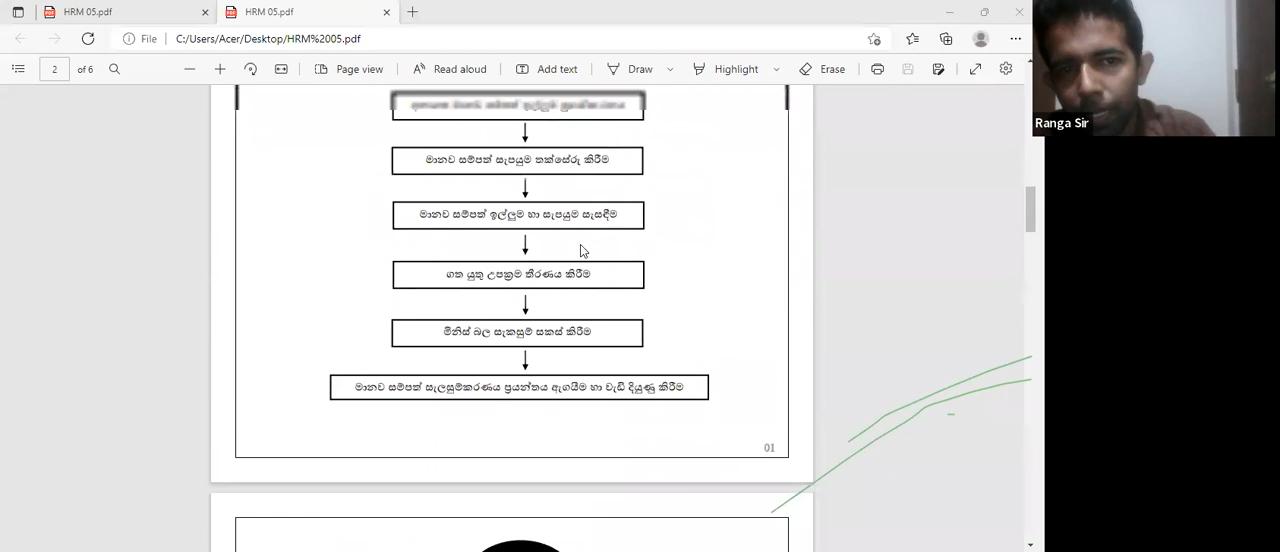 HRM 05.pdf
HRM 05.pdf
File C:/Users/Acer/Desktop/HRM%2005.pdf
2 of 6 Page view Read aloud Add text Draw Highlight Erase
Ranga Sir
මානව සම්පත් සැපයුම තක්සේරු කිරීම
මානව සම්පත් ඉල්ලුම හා සැපයුම සැසඳීම
ගත යුතු උපක්‍රම තීරණය කිරීම
මිනිස් බල සැකසුම් සකස් කිරීම
මානව සම්පත් සැලසුම්කරණය ප්‍රයත්නය ඇගයීම හා වැඩි දියුණු කිරීම
01